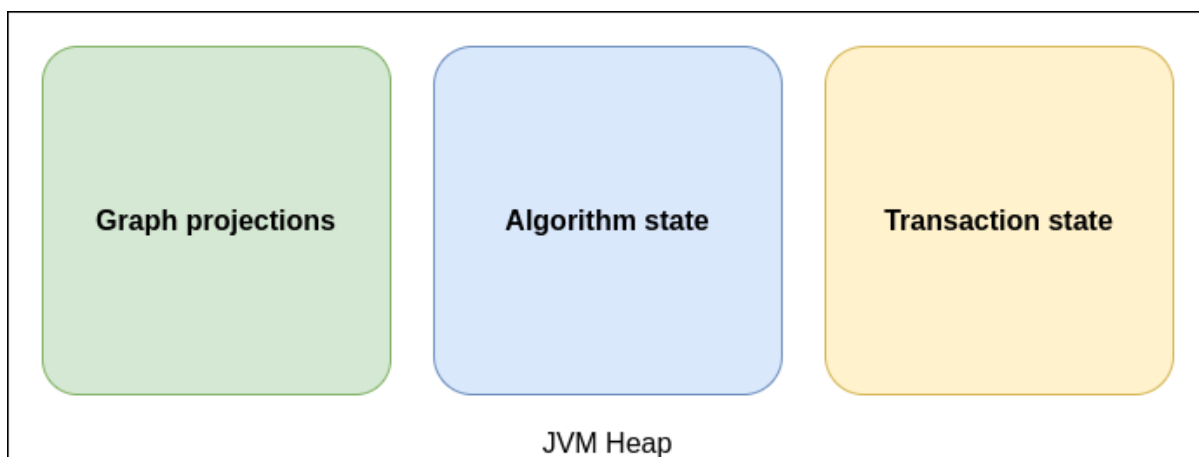 Graph projections
Algorithm state
Transaction state
JVM Heap